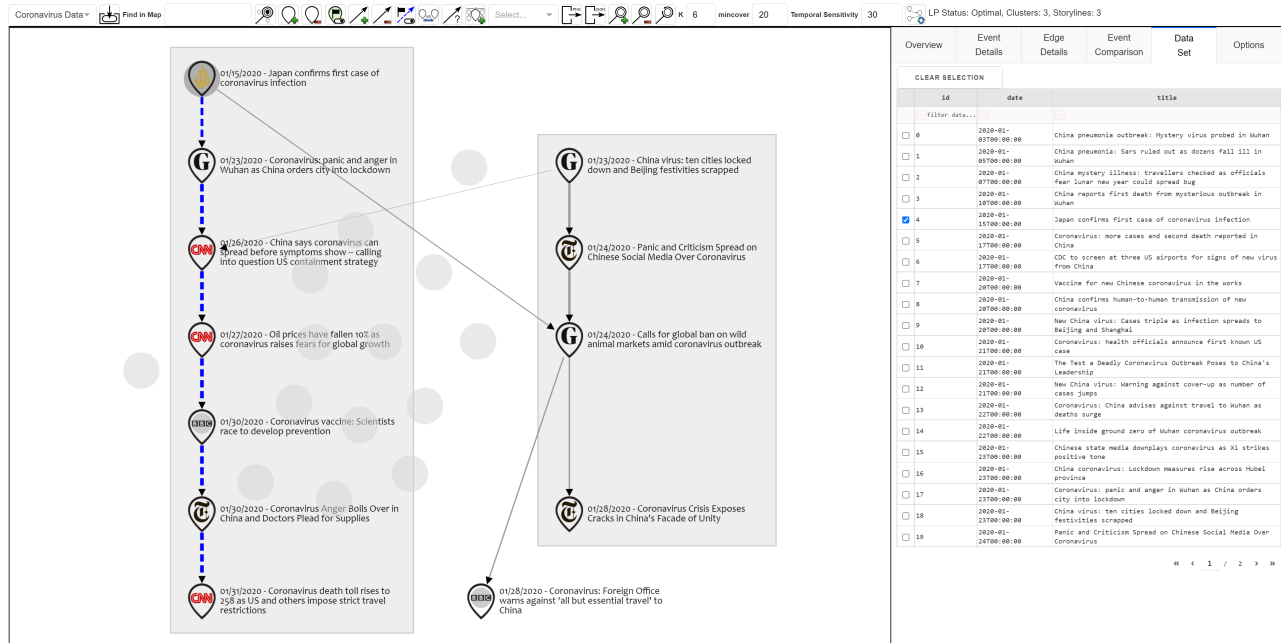 Coronavirus Data
Find in Map
Select...
K 6
mincover 20
Temporal Sensitivity 30
LP Status: Optimal, Clusters: 3, Storylines: 3
01/15/2020 - Japan confirms first case of
coronavirus infection
G
01/23/2020 - Coronavirus: panic and anger in
Wuhan as China orders city into lockdown
CNN
01/26/2020 - China says coronavirus can
spread before symptoms show -- calling
into question US containment strategy
CNN
01/27/2020 - Oil prices have fallen 10% as
coronavirus raises fears for global growth
BBC
01/30/2020 - Coronavirus vaccine: Scientists
race to develop prevention
T
01/30/2020 - Coronavirus Anger Boils Over in
China and Doctors Plead for Supplies
CNN
01/31/2020 - Coronavirus death toll rises to
258 as US and others impose strict travel
restrictions
G
01/23/2020 - China virus: ten cities locked
down and Beijing festivities scrapped
T
01/24/2020 - Panic and Criticism Spread on
Chinese Social Media Over Coronavirus
G
01/24/2020 - Calls for global ban on wild
animal markets amid coronavirus outbreak
T
01/28/2020 - Coronavirus Crisis Exposes
Cracks in China's Facade of Unity
BBC
01/28/2020 - Coronavirus: Foreign Office
warns against 'all but essential travel' to
China
Overview
Event
Details
Edge
Details
Event
Comparison
Data
Set
Options
CLEAR SELECTION
id date title
filter data...
0 2020-01-03T00:00:00 China pneumonia outbreak: Mystery virus probed in Wuhan
1 2020-01-05T00:00:00 China pneumonia: Sars ruled out as dozens fall ill in
Wuhan
2 2020-01-07T00:00:00 China mystery illness: travellers checked as officials
fear lunar new year could spread bug
3 2020-01-10T00:00:00 China reports first death from mysterious outbreak in
Wuhan
4 2020-01-15T00:00:00 Japan confirms first case of coronavirus infection
5 2020-01-17T00:00:00 Coronavirus: more cases and second death reported in
China
6 2020-01-17T00:00:00 CDC to screen at three US airports for signs of new virus
from China
7 2020-01-20T00:00:00 Vaccine for new Chinese coronavirus in the works
8 2020-01-20T00:00:00 China confirms human-to-human transmission of new
coronavirus
9 2020-01-20T00:00:00 New China virus: Cases triple as infection spreads to
Beijing and Shanghai
10 2020-01-21T00:00:00 Coronavirus: health officials announce first known US
case
11 2020-01-21T00:00:00 The Test a Deadly Coronavirus Outbreak Poses to China's
Leadership
12 2020-01-21T00:00:00 New China virus: Warning against cover-up as number of
cases jumps
13 2020-01-22T00:00:00 Coronavirus: China advises against travel to Wuhan as
deaths surge
14 2020-01-22T00:00:00 Life inside ground zero of Wuhan coronavirus outbreak
15 2020-01-23T00:00:00 Chinese state media downplays coronavirus as Xi strikes
positive tone
16 2020-01-23T00:00:00 China coronavirus: Lockdown measures rise across Hubei
province
17 2020-01-23T00:00:00 Coronavirus: panic and anger in Wuhan as China orders
city into lockdown
18 2020-01-23T00:00:00 China virus: ten cities locked down and Beijing
festivities scrapped
19 2020-01-24T00:00:00 Panic and Criticism Spread on Chinese Social Media Over
Coronavirus
« ‹ 1 / 2 › »